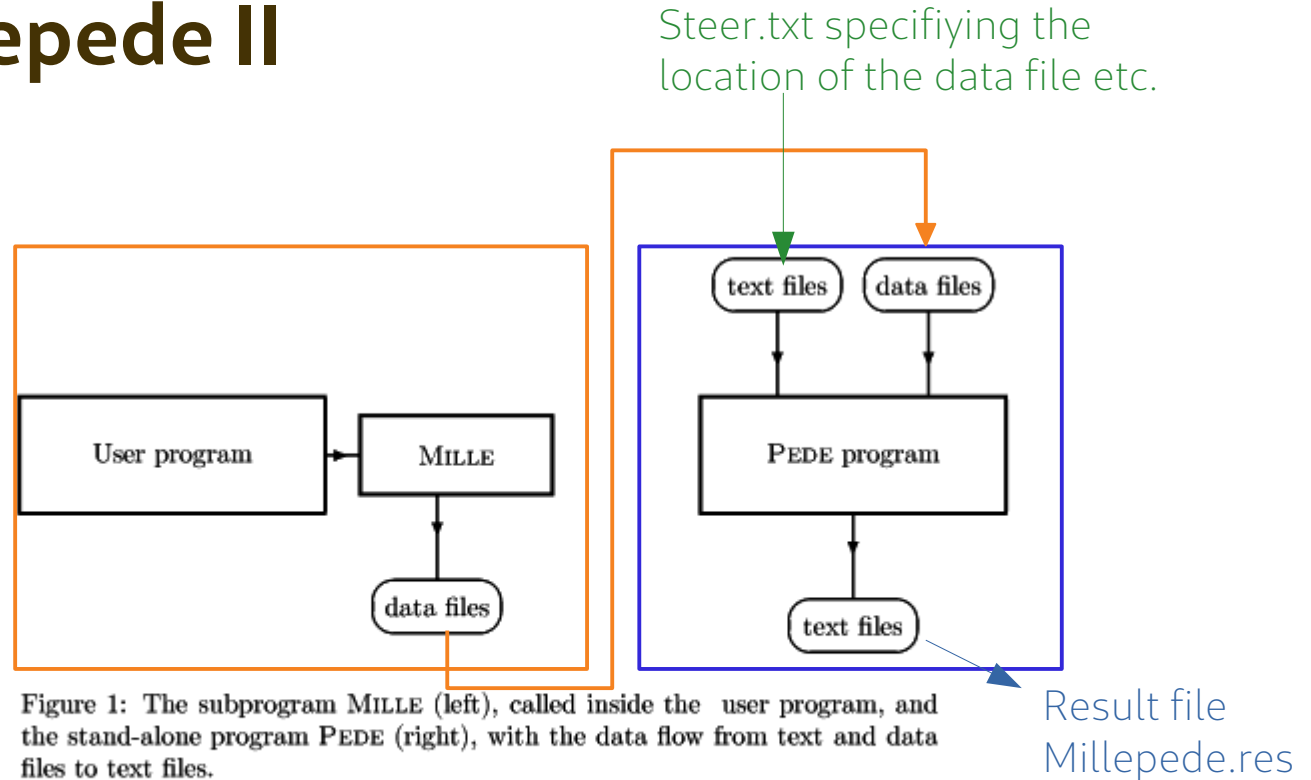 epede II
Steer.txt specifiying the
location of the data file etc.
text files
data files
User program
MILLE
PEDE program
data files
text files
Figure 1: The subprogram MILLE (left), called inside the user program, and
the stand-alone program PEDE (right), with the data flow from text and data
files to text files.
Result file
Millepede.res